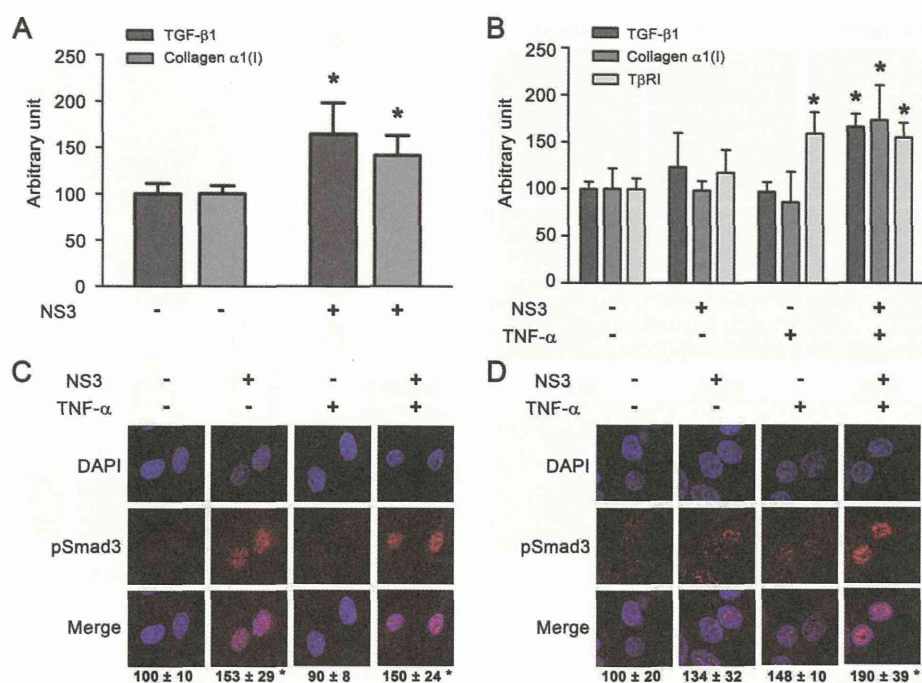 A
TGF-β1
Collagen α1(I)
Arbitrary unit
250
200
150
100
50
0
* *
NS3 - - + +
B
TGF-β1
Collagen α1(I)
TβRI
Arbitrary unit
250
200
150
100
50
0
* * * *
NS3 - + - +
TNF-α - - + +
C
NS3 - + - +
TNF-α - - + +
DAPI
pSmad3
Merge
100 ± 10 153 ± 29 * 90 ± 8 150 ± 24 *
D
NS3 - + - +
TNF-α - - + +
DAPI
pSmad3
Merge
100 ± 20 134 ± 32 148 ± 10 190 ± 39 *